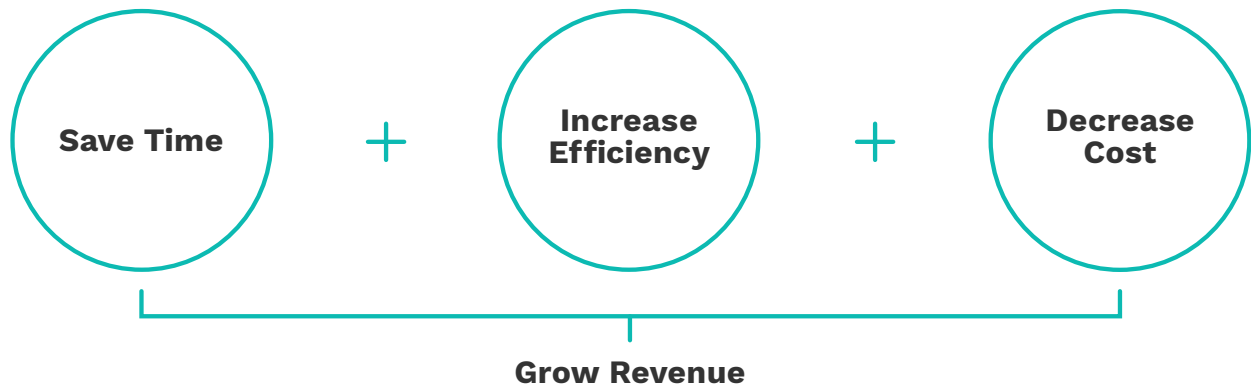 Save Time
+
Increase
Efficiency
+
Decrease
Cost
Grow Revenue